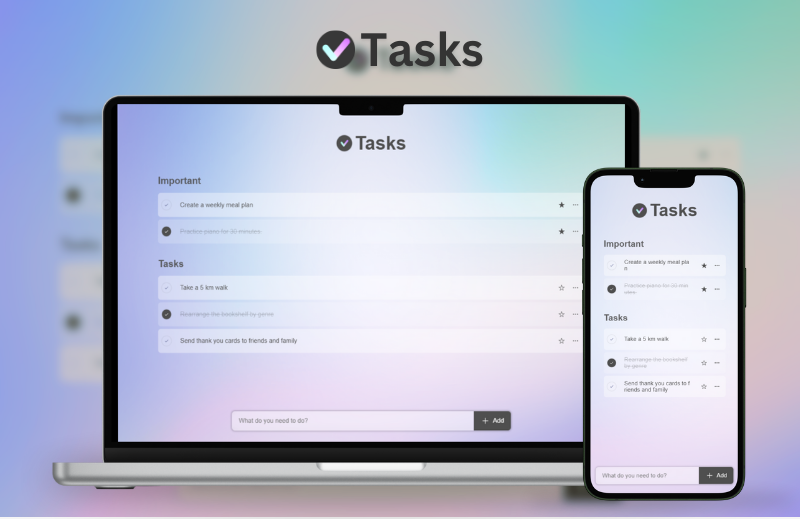 Tasks
Tasks
Important
Create a weekly meal plan
Practice piano for 30 minutes
Tasks
Take a 5 km walk
Rearrange the bookshelf by genre
Send thank you cards to friends and family
What do you need to do?
+ Add
Tasks
Important
Create a weekly meal pla
n
Practice piano for 30 min
utes
Tasks
Take a 5 km walk
Rearrange the bookshelf
by genre
Send thank you cards to f
riends and family
What do you need to do?
+ Add